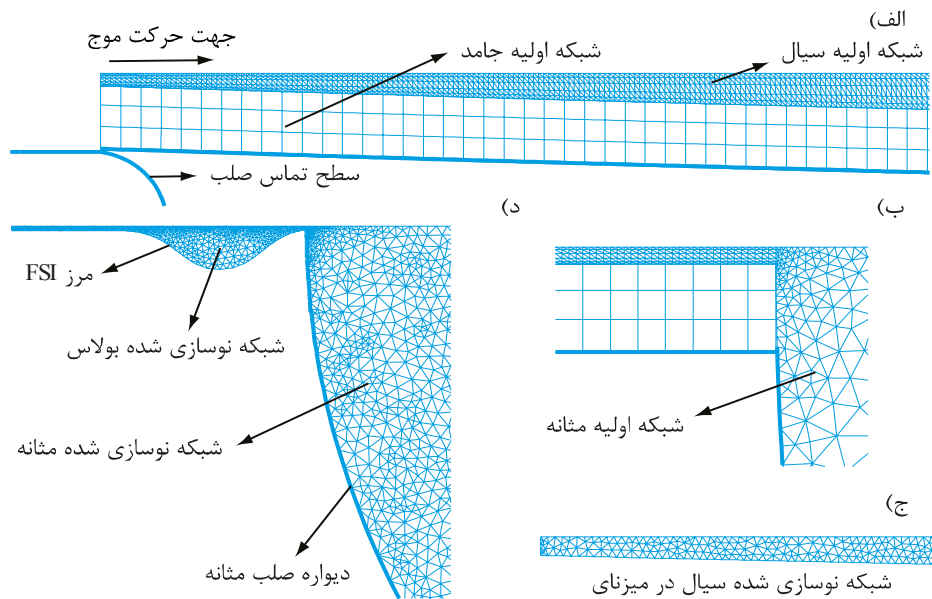 الف)
شبکه اولیه سیال
شبکه اولیه جامد
جهت حرکت موج
سطح تماس صلب
ب)
شبکه اولیه مثانه
ج)
شبکه نوسازی شده سیال در میزنای
د)
مرز FSI
شبکه نوسازی شده بولاس
شبکه نوسازی شده مثانه
دیواره صلب مثانه